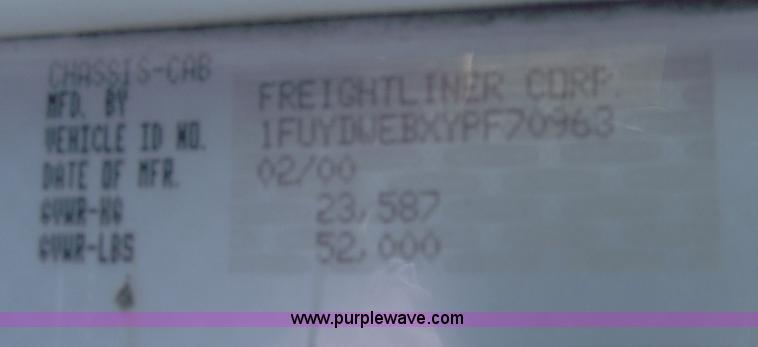 CHASSIS-CAB
MFD. BY FREIGHTLINER CORP.
VEHICLE ID NO. 1FUYDWEBXYPF70963
DATE OF MFR. 02/00
GVWR-KG 23,587
GVWR-LBS 52,000
www.purplewave.com